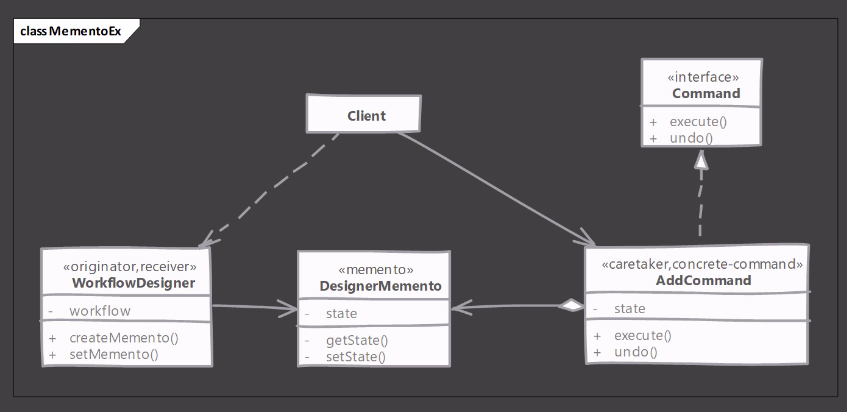 class MementoEx
«interface»
Command
+ execute()
+ undo()
Client
«originator,receiver»
WorkflowDesigner
- workflow
+ createMemento()
+ setMemento()
«memento»
DesignerMemento
- state
- getState()
- setState()
«caretaker,concrete-command»
AddCommand
- state
+ execute()
+ undo()